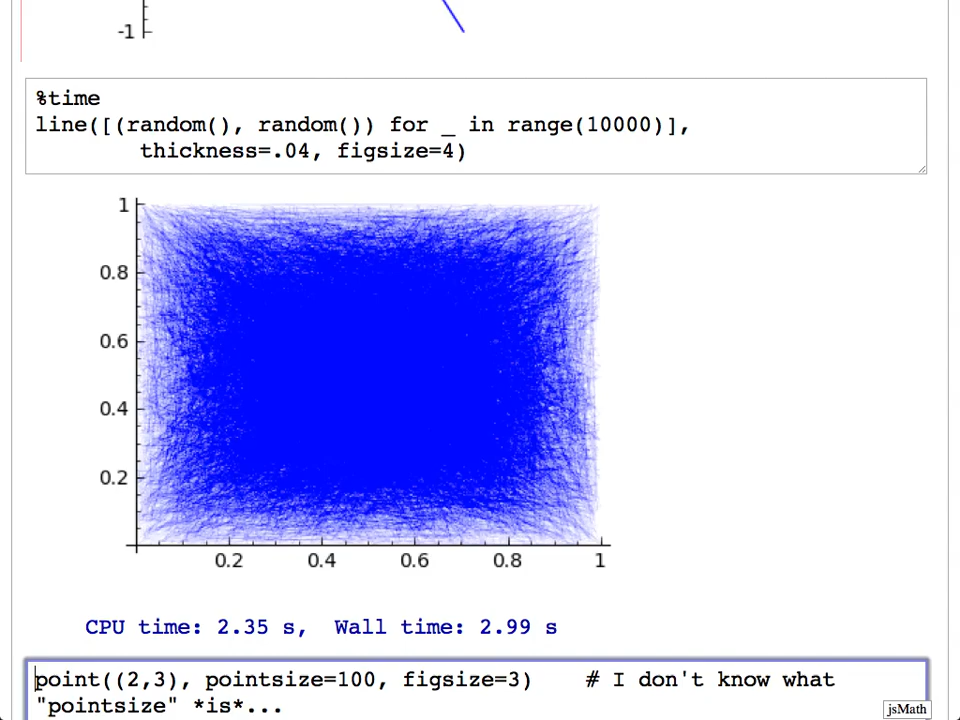 -1
%time
line([(random(), random()) for _ in range(10000)],
thickness=.04, figsize=4)
1
0.8
0.6
0.4
0.2
0.2 0.4 0.6 0.8 1
CPU time: 2.35 s, Wall time: 2.99 s
point((2,3), pointsize=100, figsize=3) # I don't know what
"pointsize" *is*...
jsMath